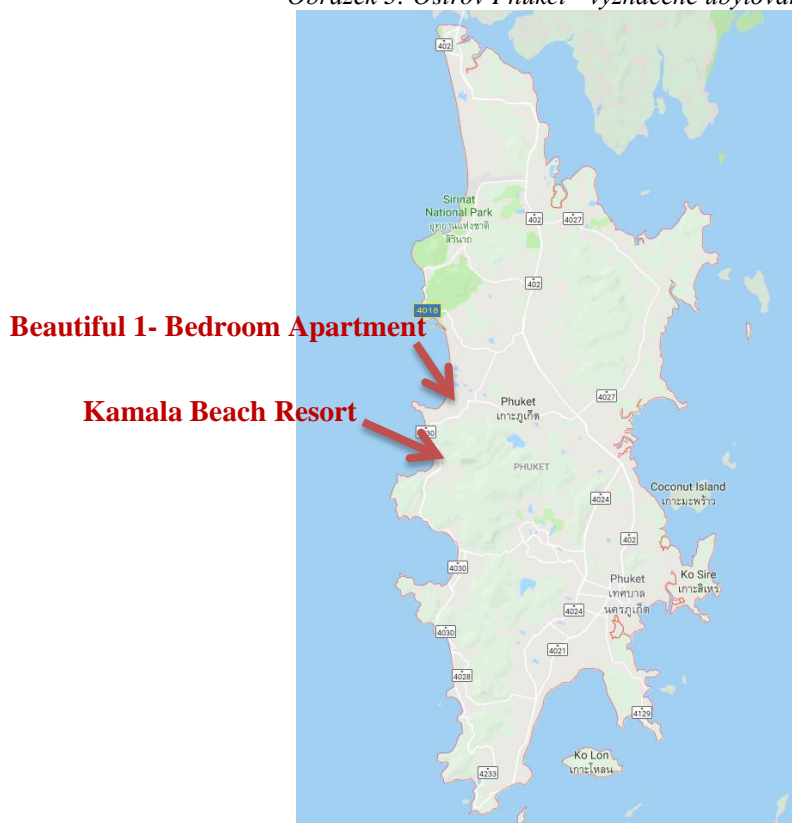 Obrázek 3: Ostrov Phuket - vyznačené
402
Sirinat
National Park
อุทยานแห่งชาติ
สิรินาถ
402
4027
402
4018
Beautiful 1- Bedroom Apartment
4027
Phuket
เกาะภูเก็ต
Kamala Beach Resort
4030
PHUKET
Coconut Island
เกาะมะพร้าว
4024
402
4030
Phuket
เทศบาล
นครภูเก็ต
Ko Sire
เกาะสิเหร่
4024
4030
4021
4028
4129
Ko Lon
เกาะโหลน
4233